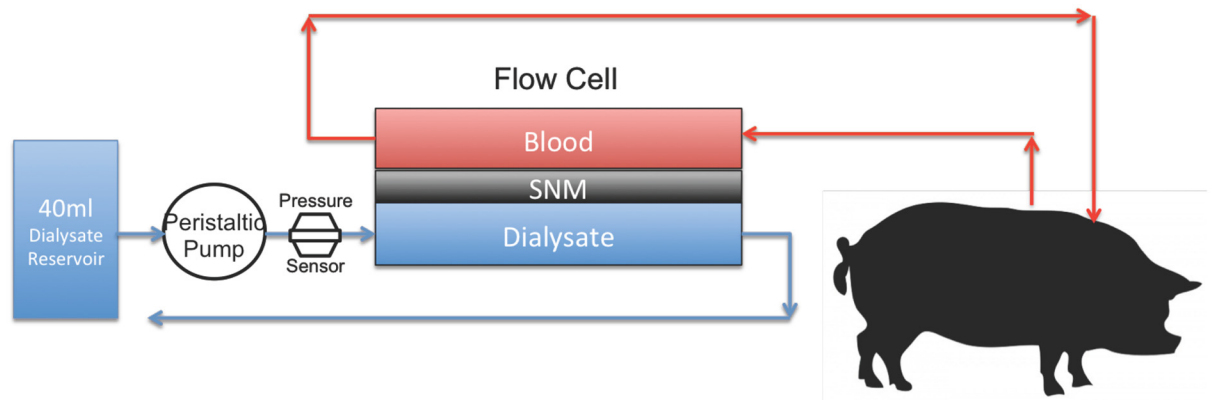 Flow Cell
Blood
SNM
Dialysate
40ml
Dialysate
Reservoir
Peristaltic
Pump
Pressure
Sensor